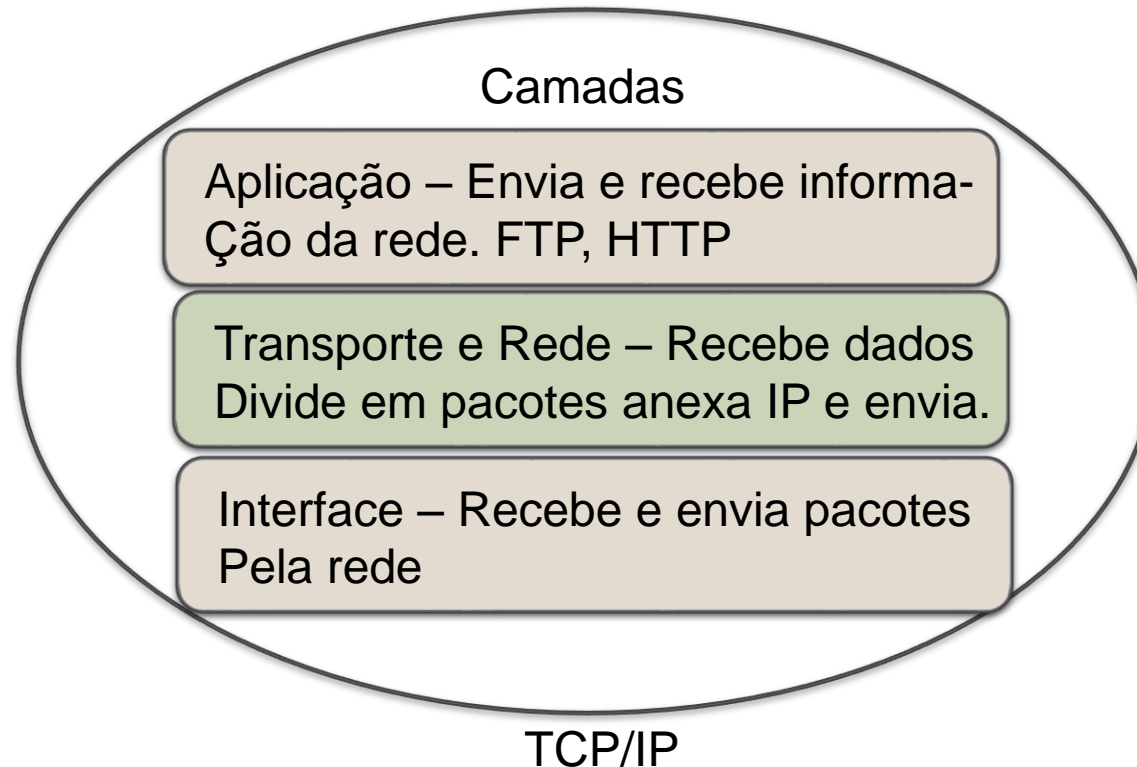 Camadas
Aplicação – Envia e recebe informa-
Ção da rede. FTP, HTTP
Transporte e Rede – Recebe dados
Divide em pacotes anexa IP e envia.
Interface – Recebe e envia pacotes
Pela rede
TCP/IP